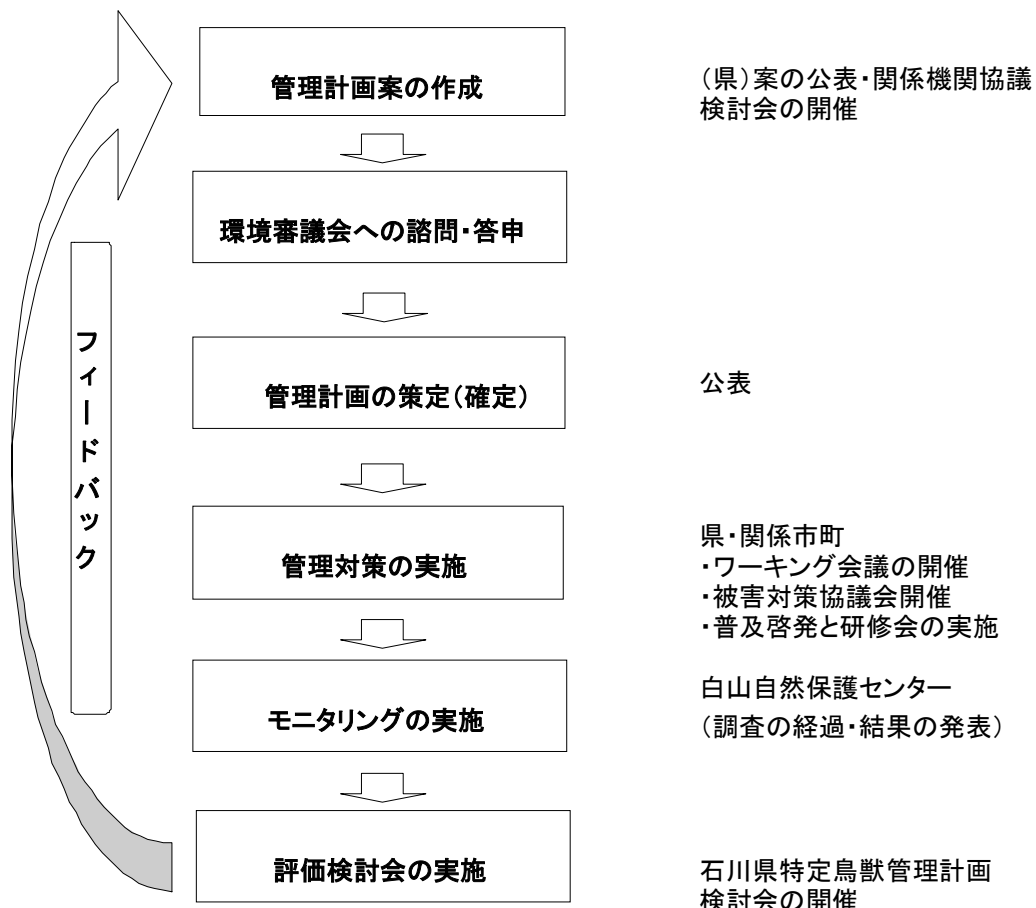 管理計画案の作成
(県)案の公表・関係機関協議
検討会の開催
環境審議会への諮問・答申
管理計画の策定(確定)
公表
フィードバック
管理対策の実施
県・関係市町
・ワーキング会議の開催
・被害対策協議会開催
・普及啓発と研修会の実施
モニタリングの実施
白山自然保護センター
(調査の経過・結果の発表)
評価検討会の実施
石川県特定鳥獣管理計画
検討会の開催